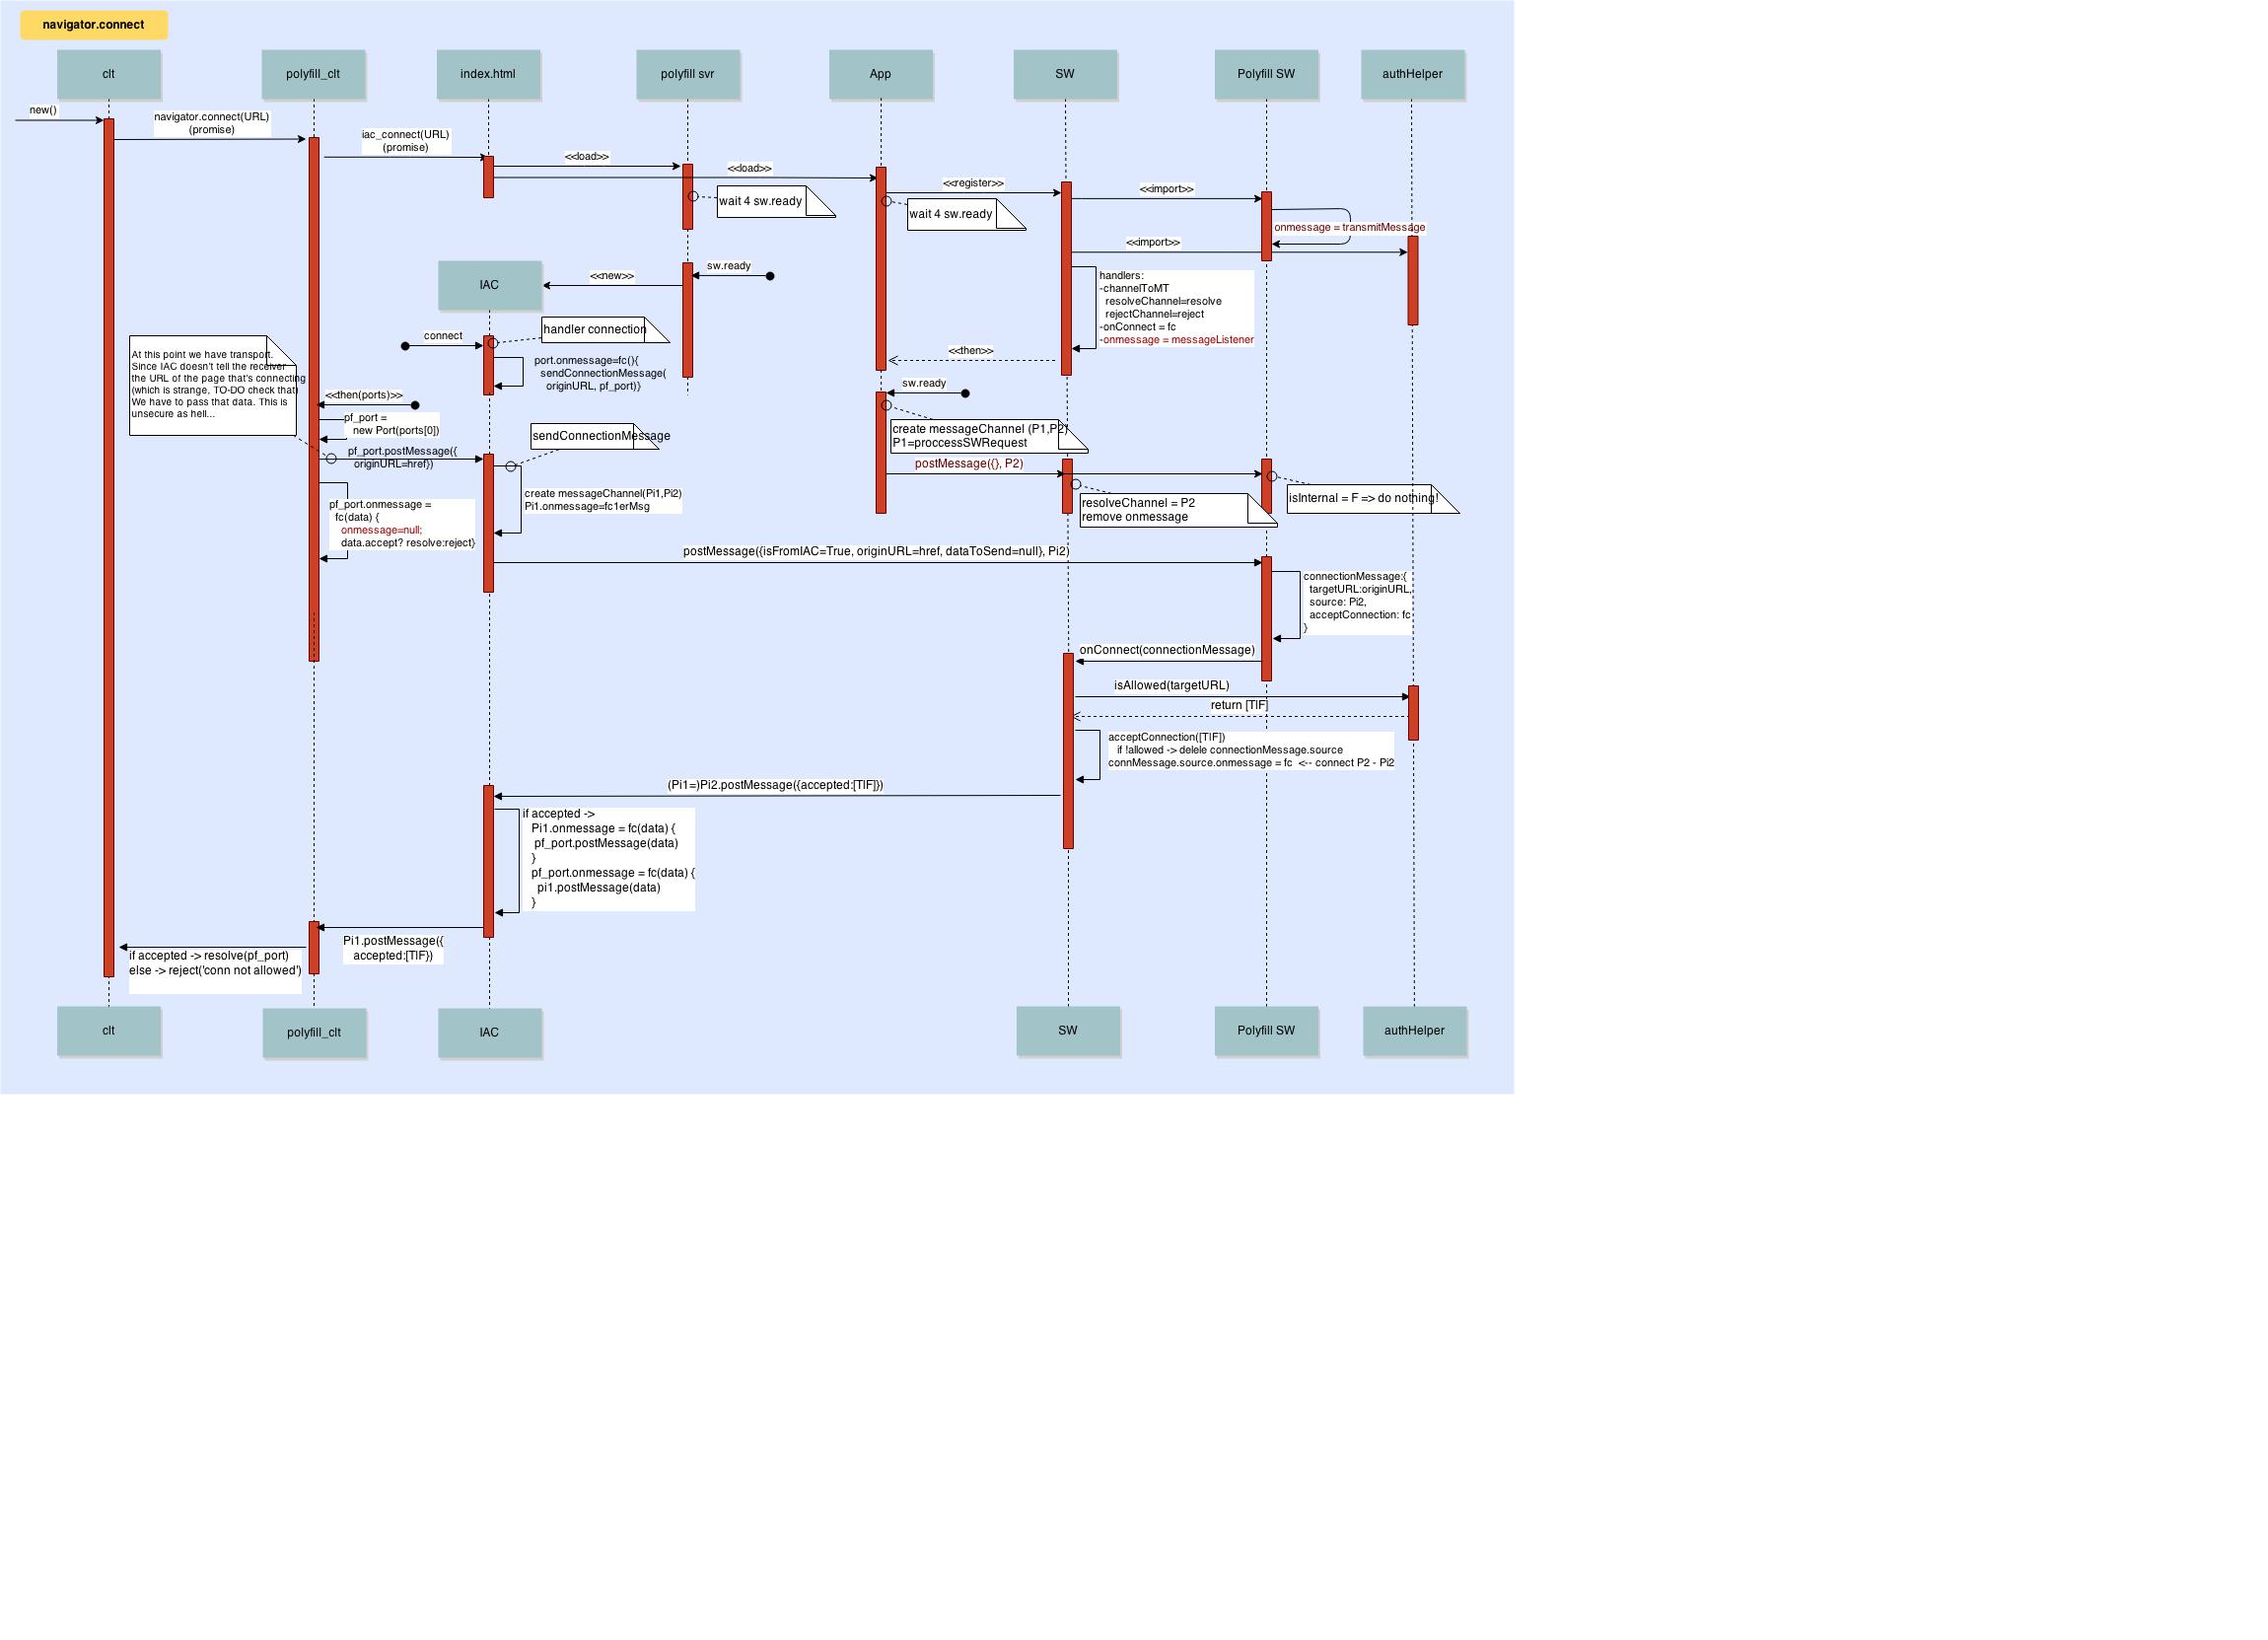 navigator.connect
clt
polyfill_clt
index.html
polyfill svr
App
SW
Polyfill SW
authHelper
new()
navigator.connect(URL)
(promise)
iac_connect(URL)
(promise)
<<load>>
<<load>>
<<register>>
<<import>>
wait 4 sw.ready
wait 4 sw.ready
onmessage = transmitMessage
<<import>>
sw.ready
<<new>>
IAC
handlers:
-channelToMT
resolveChannel=resolve
rejectChannel=reject
-onConnect = fc
-onmessage = messageListener
handler connection
connect
<<then>>
port.onmessage=fc(){
sendConnectionMessage(
originURL, pf_port)}
At this point we have transport.
Since IAC doesn't tell the receiver
the URL of the page that's connecting
(which is strange, TO-DO check that)
We have to pass that data. This is
unsecure as hell...
sw.ready
<<then(ports)>>
pf_port =
new Port(ports[0])
create messageChannel (P1,P2)
P1=proccessSWRequest
sendConnectionMessage
pf_port.postMessage({
originURL=href})
postMessage({}, P2)
create messageChannel(Pi1,Pi2)
Pi1.onmessage=fc1erMsg
isInternal = F => do nothing!
resolveChannel = P2
remove onmessage
pf_port.onmessage =
fc(data) {
onmessage=null;
data.accept? resolve:reject}
postMessage({isFromIAC=True, originURL=href, dataToSend=null}, Pi2)
connectionMessage:{
targetURL:originURL,
source: Pi2,
acceptConnection: fc
}
onConnect(connectionMessage)
isAllowed(targetURL)
return [T|F]
acceptConnection([T|F])
if !allowed -> delele connectionMessage.source
connMessage.source.onmessage = fc <-- connect P2 - Pi2
(Pi1=)Pi2.postMessage({accepted:[T|F]})
if accepted ->
Pi1.onmessage = fc(data) {
pf_port.postMessage(data)
}
pf_port.onmessage = fc(data) {
pi1.postMessage(data)
}
Pi1.postMessage({
accepted:[T|F})
if accepted -> resolve(pf_port)
else -> reject('conn not allowed')
clt
polyfill_clt
IAC
SW
Polyfill SW
authHelper